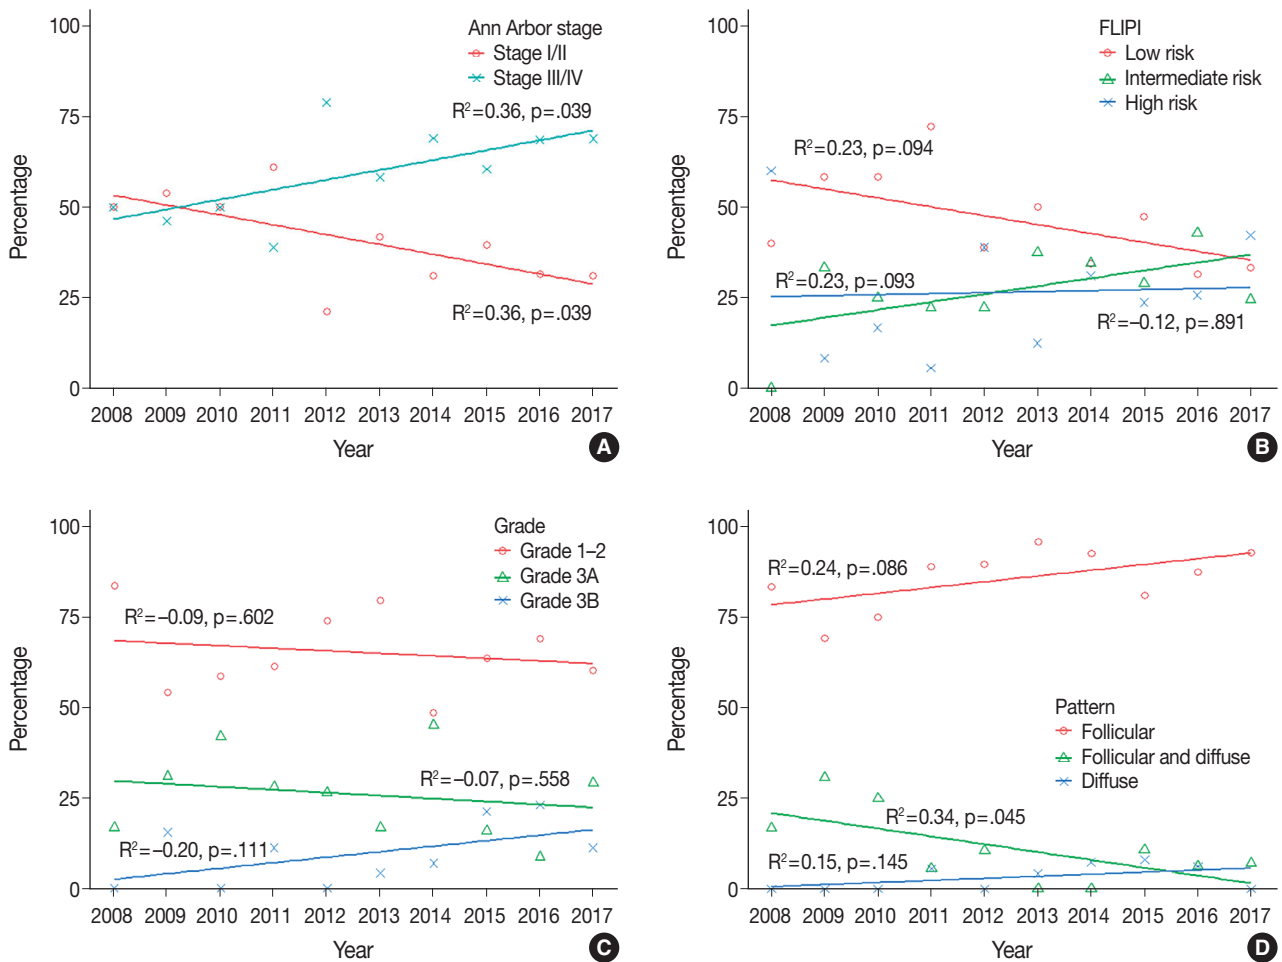 100
75
50
25
0
Percentage
Ann Arbor stage
Stage I/II
Stage III/IV
R²=0.36, p=.039
R²=0.36, p=.039
2008 2009 2010 2011 2012 2013 2014 2015 2016 2017
Year
A
100
75
50
25
0
Percentage
FLIPI
Low risk
Intermediate risk
High risk
R²=0.23, p=.094
R²=0.23, p=.093
R²=–0.12, p=.891
2008 2009 2010 2011 2012 2013 2014 2015 2016 2017
Year
B
100
75
50
25
0
Percentage
Grade
Grade 1–2
Grade 3A
Grade 3B
R²=–0.09, p=.602
R²=–0.07, p=.558
R²=–0.20, p=.111
2008 2009 2010 2011 2012 2013 2014 2015 2016 2017
Year
C
100
75
50
25
0
Percentage
R²=0.24, p=.086
Pattern
Follicular
Follicular and diffuse
Diffuse
R²=0.34, p=.045
R²=0.15, p=.145
2008 2009 2010 2011 2012 2013 2014 2015 2016 2017
Year
D